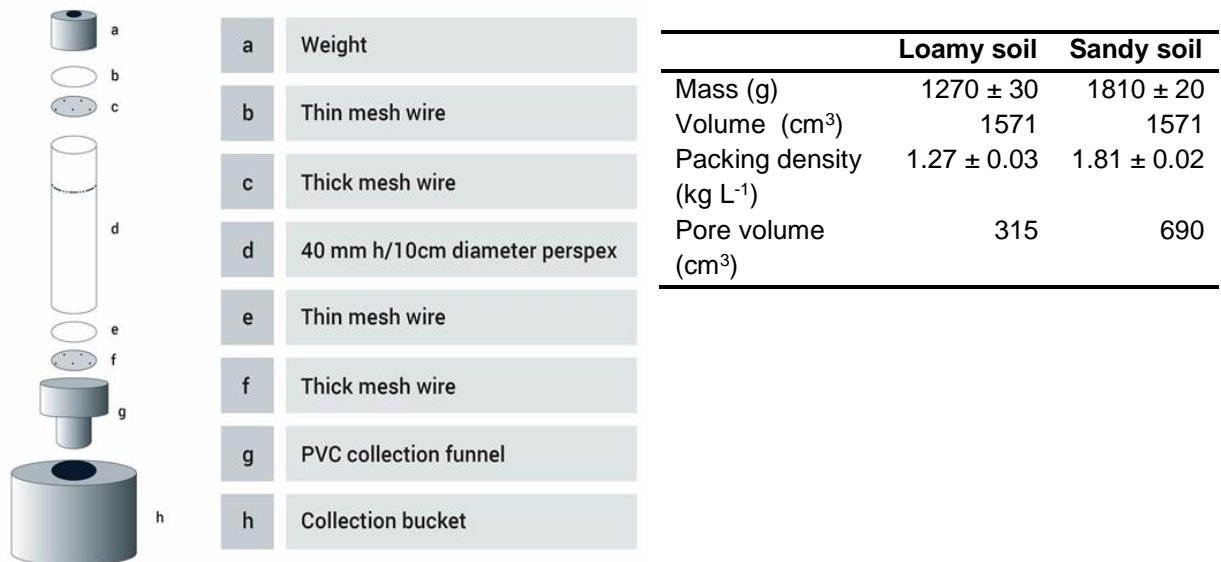 a
b
c
d
e
f
g
h
a Weight
b Thin mesh wire
c Thick mesh wire
d 40 mm h/10cm diameter perspex
e Thin mesh wire
f Thick mesh wire
g PVC collection funnel
h Collection bucket
Loamy soil Sandy soil
Mass (g) 1270 ± 30 1810 ± 20
Volume (cm³) 1571 1571
Packing density 1.27 ± 0.03 1.81 ± 0.02
(kg L⁻¹)
Pore volume 315 690
(cm³)